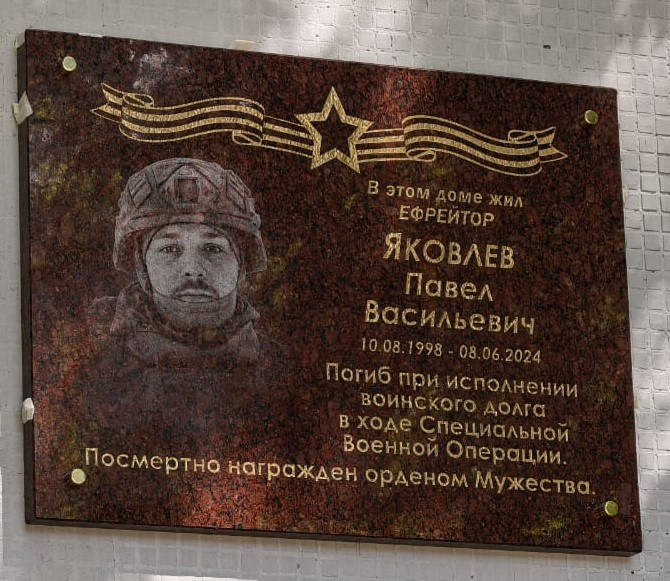 В этом доме жил
ЕФРЕЙТОР
ЯКОВЛЕВ
Павел
Васильевич
10.08.1998 - 08.06.2024
Погиб при исполнении
воинского долга
в ходе Специальной
Военной Операции.
Посмертно награжден орденом Мужества.